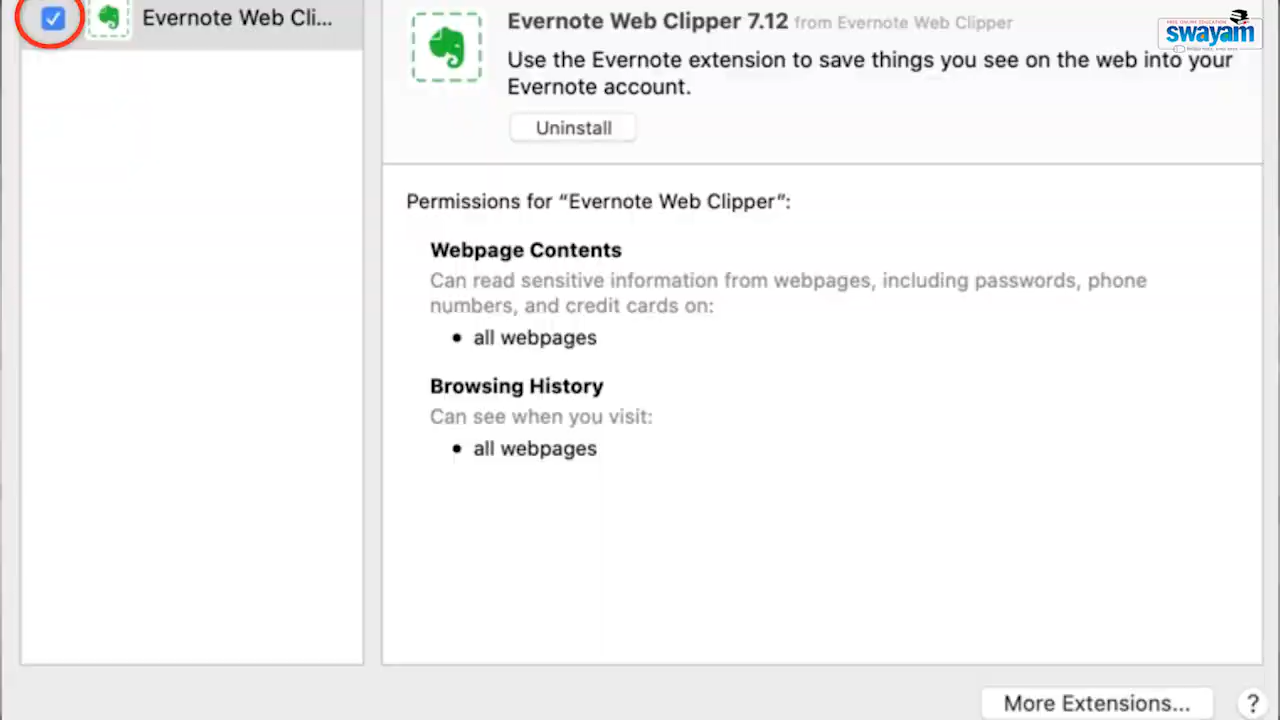 Evernote Web Cli...
Evernote Web Clipper 7.12 from Evernote Web Clipper
swayam
Use the Evernote extension to save things you see on the web into your
Evernote account.
Uninstall
Permissions for “Evernote Web Clipper”:
Webpage Contents
Can read sensitive information from webpages, including passwords, phone
numbers, and credit cards on:
• all webpages
Browsing History
Can see when you visit:
• all webpages
More Extensions...
?